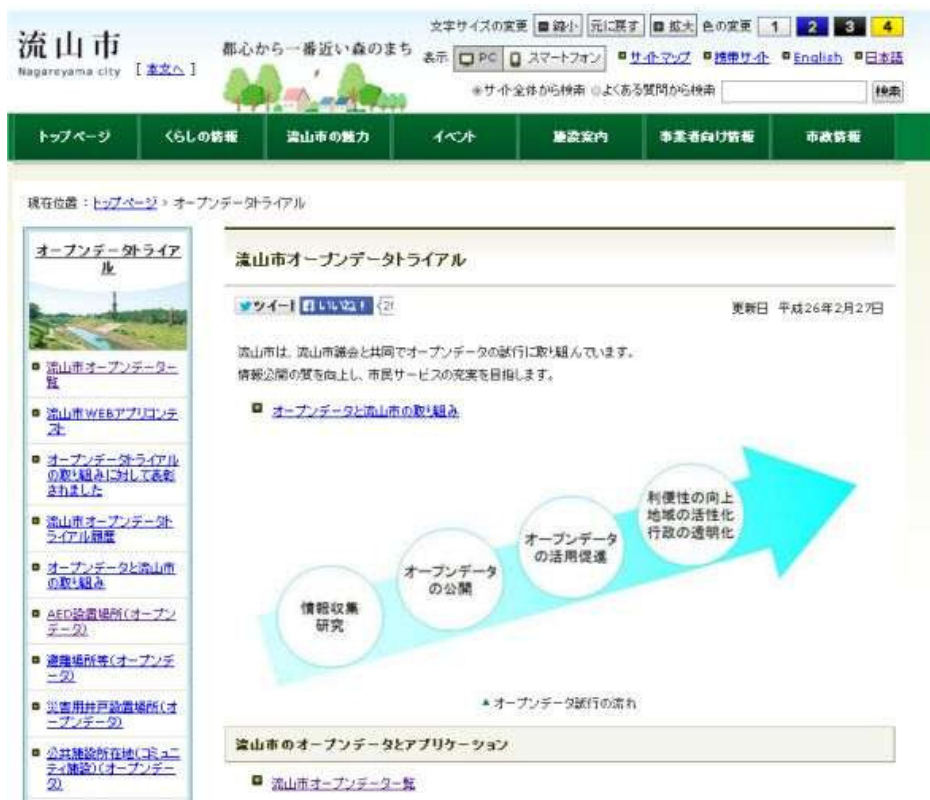 流山市
Nagareyama city [ 本文へ ]
都心から一番近い森のまち
文字サイズの変更 縮小 元に戻す 拡大 色の変更 1 2 3 4
表示 PC スマートフォン サイトマップ 携帯サイト English 日本語
サイト全体から検索 よくある質問から検索 検索
トップページ くらしの情報 流山市の魅力 イベント 施設案内 事業者向け情報 市政情報
現在位置：トップページ › オープンデータトライアル
オープンデータトライア
ル
流山市オープンデータ一
覧
流山市WEBアプリコンテ
スト
オープンデータトライアル
の取り組みに対して表彰
されました
流山市オープンデータト
ライアル履歴
オープンデータと流山市
の取り組み
AED設置場所(オープン
データ)
避難場所等(オープンデ
ータ)
災害用井戸設置場所(オ
ープンデータ)
公共施設所在地(コミュニ
ティ施設)(オープンデー
タ)
流山市オープンデータトライアル
ツイート いいね！
更新日 平成26年2月27日
流山市は、流山市議会と共同でオープンデータの試行に取り組んでいます。
情報公開の質を向上し、市民サービスの充実を目指します。
オープンデータと流山市の取り組み
情報収集
研究
オープンデータ
の公開
オープンデータ
の活用促進
利便性の向上
地域の活性化
行政の透明化
▲オープンデータ試行の流れ
流山市のオープンデータとアプリケーション
流山市オープンデータ一覧